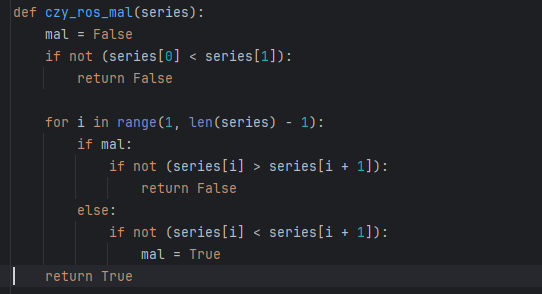 def czy_ros_mal(series):
    mal = False
    if not (series[0] < series[1]):
        return False

    for i in range(1, len(series) - 1):
        if mal:
            if not (series[i] > series[i + 1]):
                return False
        else:
            if not (series[i] < series[i + 1]):
                mal = True
    return True